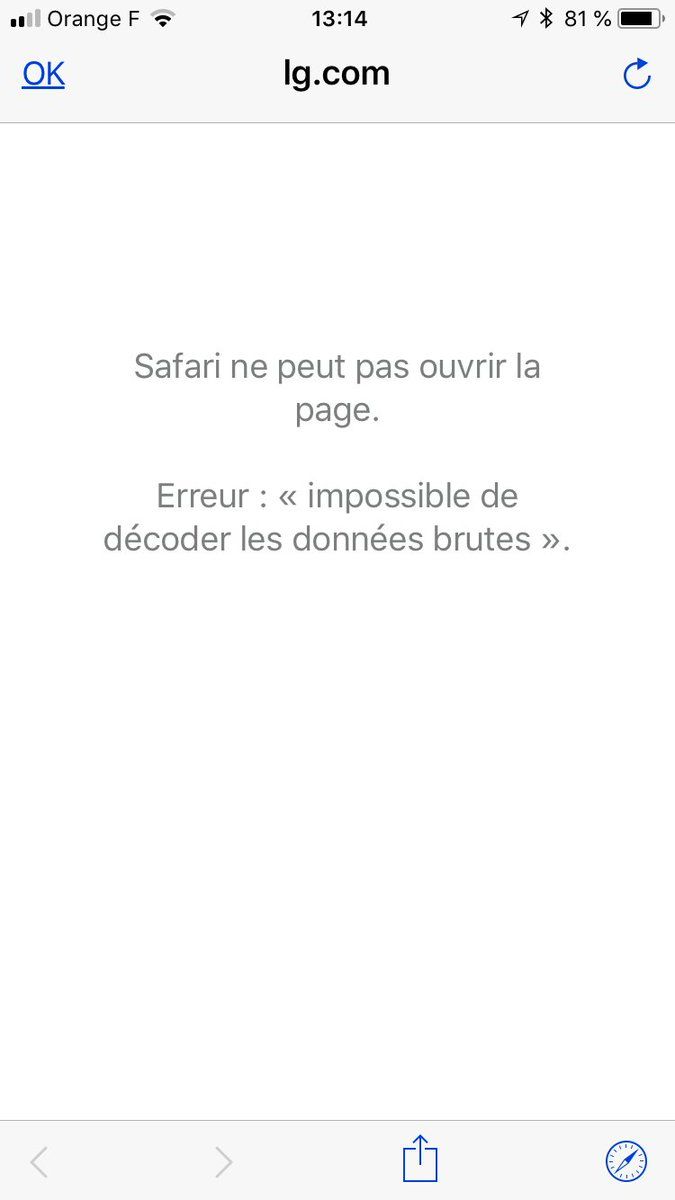 Orange F 13:14 81 %
OK lg.com
Safari ne peut pas ouvrir la
page.
Erreur : « impossible de
décoder les données brutes ».